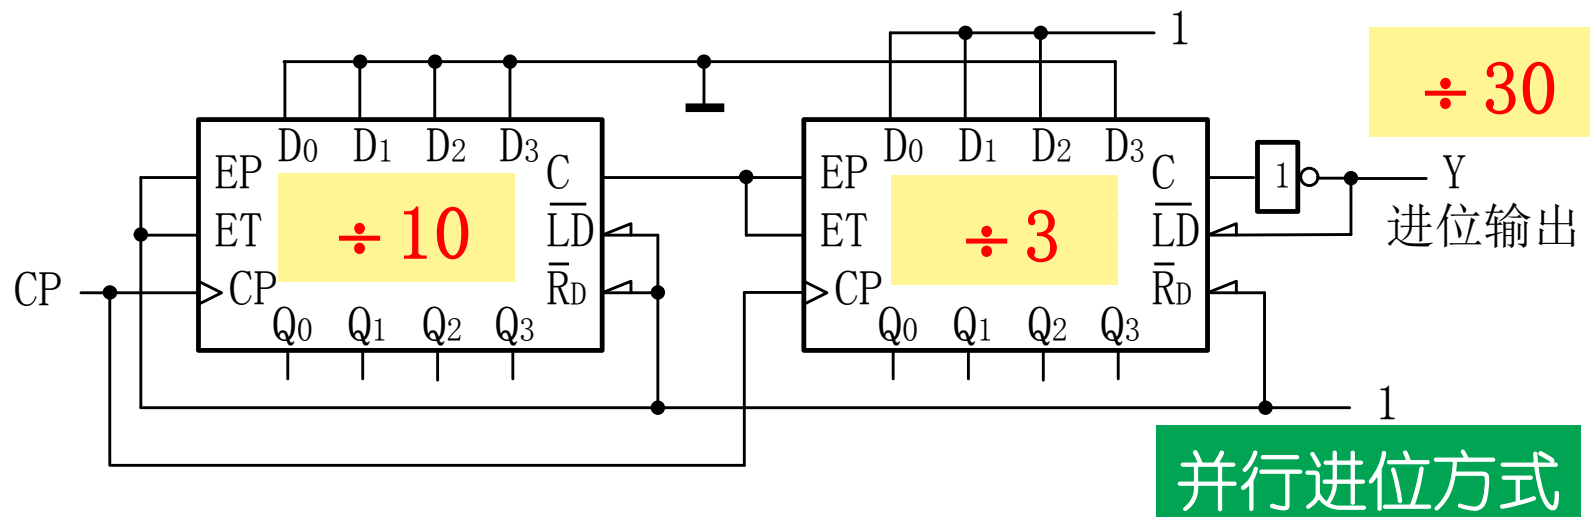 1
÷30
D0 D1 D2 D3
EP C
÷10
ET LD
CP RD
Q0 Q1 Q2 Q3
D0 D1 D2 D3
EP C
÷3
ET LD
CP RD
Q0 Q1 Q2 Q3
1
Y
进位输出
CP
1
并行进位方式